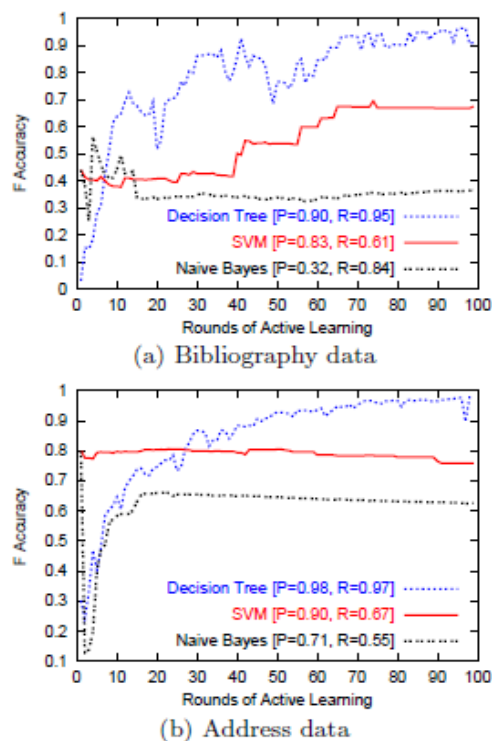 1
0.9
0.8
0.7
0.6
0.5
0.4
0.3
0.2
0.1
0
F Accuracy
Decision Tree [P=0.90, R=0.95]
SVM [P=0.83, R=0.61]
Naive Bayes [P=0.32, R=0.84]
0 10 20 30 40 50 60 70 80 90 100
Rounds of Active Learning
(a) Bibliography data
1
0.9
0.8
0.7
0.6
0.5
0.4
0.3
0.2
0.1
F Accuracy
Decision Tree [P=0.98, R=0.97]
SVM [P=0.90, R=0.67]
Naive Bayes [P=0.71, R=0.55]
0 10 20 30 40 50 60 70 80 90 100
Rounds of Active Learning
(b) Address data